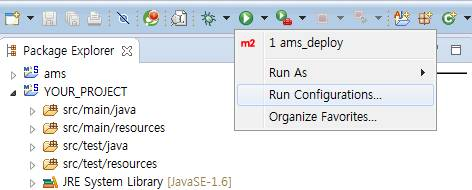 Package Explorer
ams
YOUR_PROJECT
src/main/java
src/main/resources
src/test/java
src/test/resources
JRE System Library [JavaSE-1.6]
m2 1 ams_deploy
Run As
Run Configurations...
Organize Favorites...